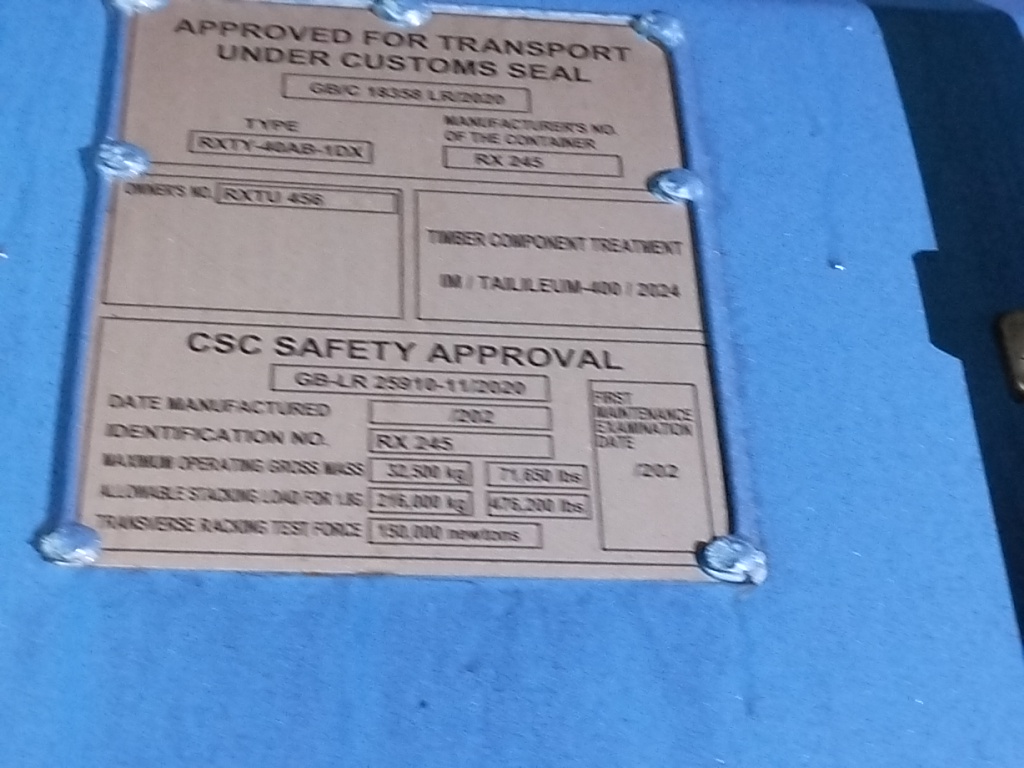 APPROVED FOR TRANSPORT
UNDER CUSTOMS SEAL
GB/C 18358 LR/2020
TYPE
RXTY-40AB-1DX
MANUFACTURER'S NO.
OF THE CONTAINER
RX 245
OWNER'S NO. RXTU 456
TIMBER COMPONENT TREATMENT
IM / TAILILEUM-400 / 2024
CSC SAFETY APPROVAL
GB-LR 25910-11/2020
DATE MANUFACTURED /202
IDENTIFICATION NO. RX 245
MAXIMUM OPERATING GROSS MASS 32,500 kg 71,650 lbs
ALLOWABLE STACKING LOAD FOR 1.8G 216,000 kg 476,200 lbs
TRANSVERSE RACKING TEST FORCE 150,000 newtons
FIRST
MAINTENANCE
EXAMINATION
DATE
/202